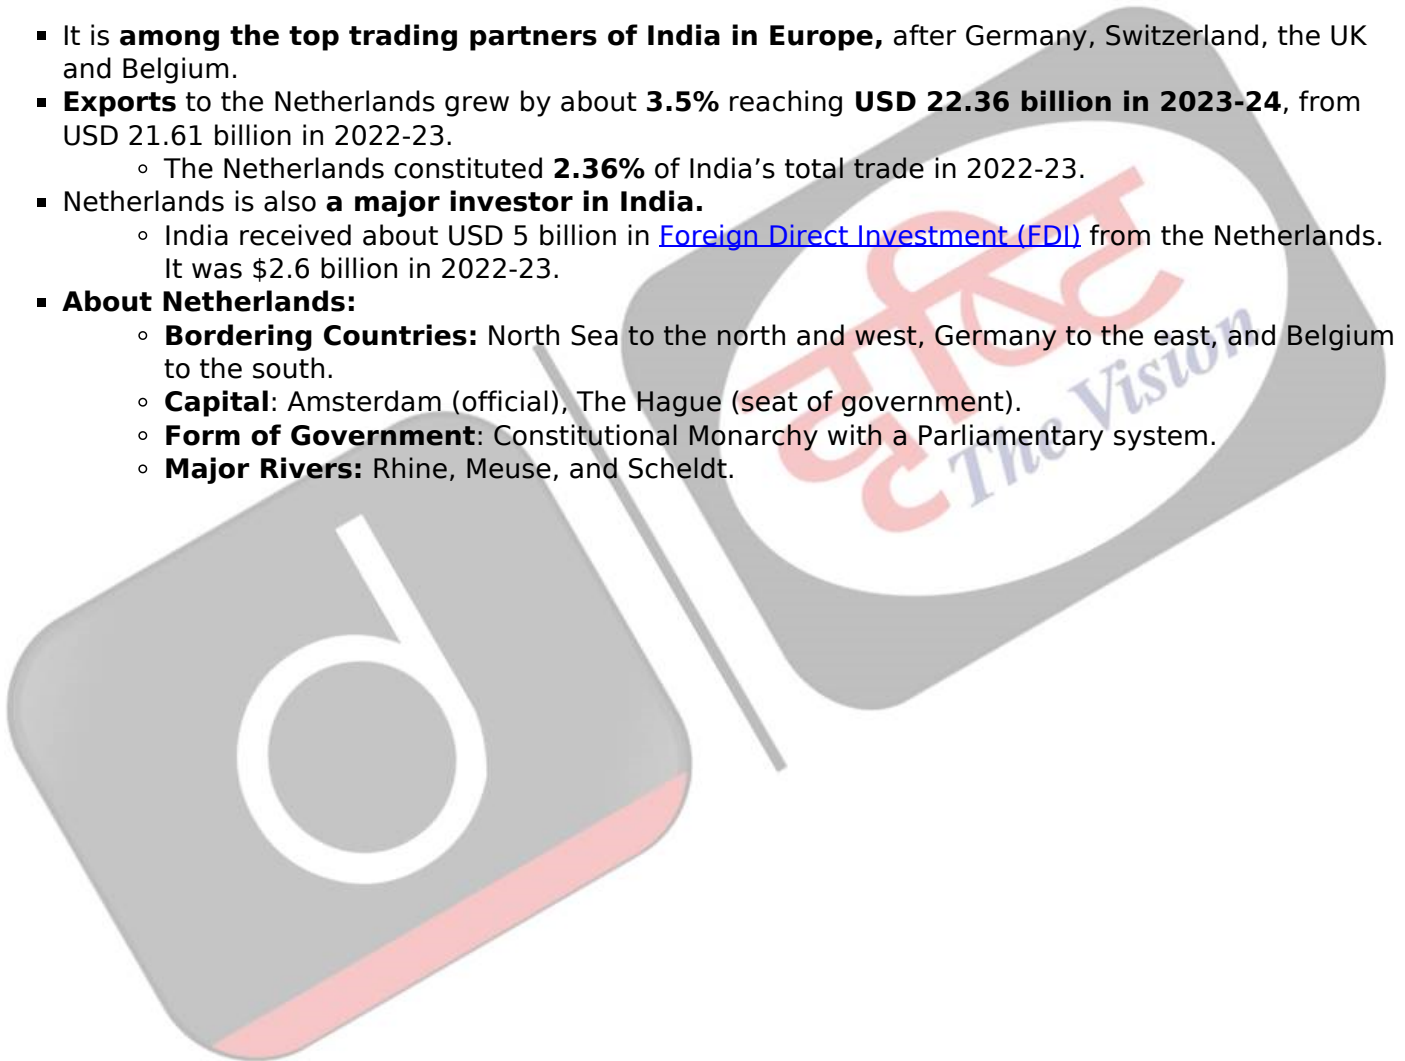 It is among the top trading partners of India in Europe, after Germany, Switzerland, the UK
and Belgium.
Exports to the Netherlands grew by about 3.5% reaching USD 22.36 billion in 2023-24, from
USD 21.61 billion in 2022-23.
The Netherlands constituted 2.36% of India’s total trade in 2022-23.
Netherlands is also a major investor in India.
India received about USD 5 billion in Foreign Direct Investment (FDI) from the Netherlands.
It was $2.6 billion in 2022-23.
About Netherlands:
Bordering Countries: North Sea to the north and west, Germany to the east, and Belgium
to the south.
Capital: Amsterdam (official), The Hague (seat of government).
Form of Government: Constitutional Monarchy with a Parliamentary system.
Major Rivers: Rhine, Meuse, and Scheldt.
दृष्टि
The Vision
d